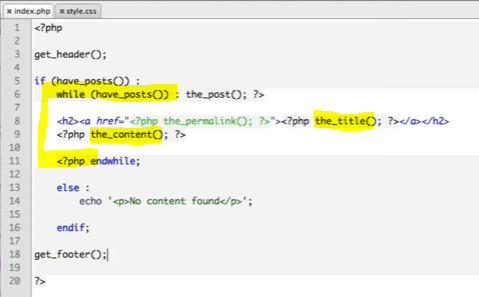 × index.php × style.css
1 <?php
2
3 get_header();
4
5 if (have_posts()) :
6 while (have_posts()) : the_post(); ?>
7
8 <h2><a href="<?php the_permalink(); ?>"><?php the_title(); ?></a></h2>
9 <?php the_content(); ?>
10
11 <?php endwhile;
12
13 else :
14 echo '<p>No content found</p>';
15
16 endif;
17
18 get_footer();
19
20 ?>